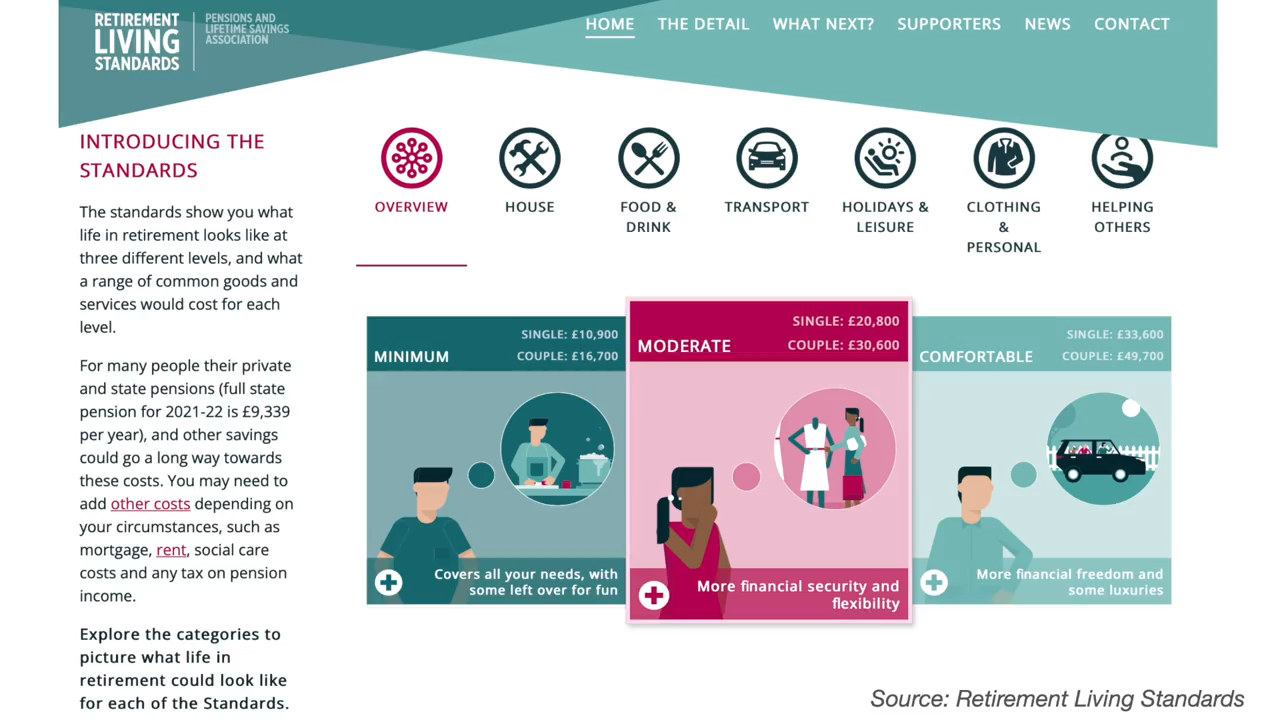 RETIREMENT
LIVING
STANDARDS
PENSIONS AND
LIFETIME SAVINGS
ASSOCIATION
HOME THE DETAIL WHAT NEXT? SUPPORTERS NEWS CONTACT
INTRODUCING THE
STANDARDS
The standards show you what
life in retirement looks like at
three different levels, and what
a range of common goods and
services would cost for each
level.
For many people their private
and state pensions (full state
pension for 2021-22 is £9,339
per year), and other savings
could go a long way towards
these costs. You may need to
add other costs depending on
your circumstances, such as
mortgage, rent, social care
costs and any tax on pension
income.
Explore the categories to
picture what life in
retirement could look like
for each of the Standards.
OVERVIEW
HOUSE
FOOD &
DRINK
TRANSPORT
HOLIDAYS &
LEISURE
CLOTHING
&
PERSONAL
HELPING
OTHERS
MINIMUM
SINGLE: £10,900
COUPLE: £16,700
Covers all your needs, with
some left over for fun
MODERATE
SINGLE: £20,800
COUPLE: £30,600
More financial security and
flexibility
COMFORTABLE
SINGLE: £33,600
COUPLE: £49,700
More financial freedom and
some luxuries
Source: Retirement Living Standards